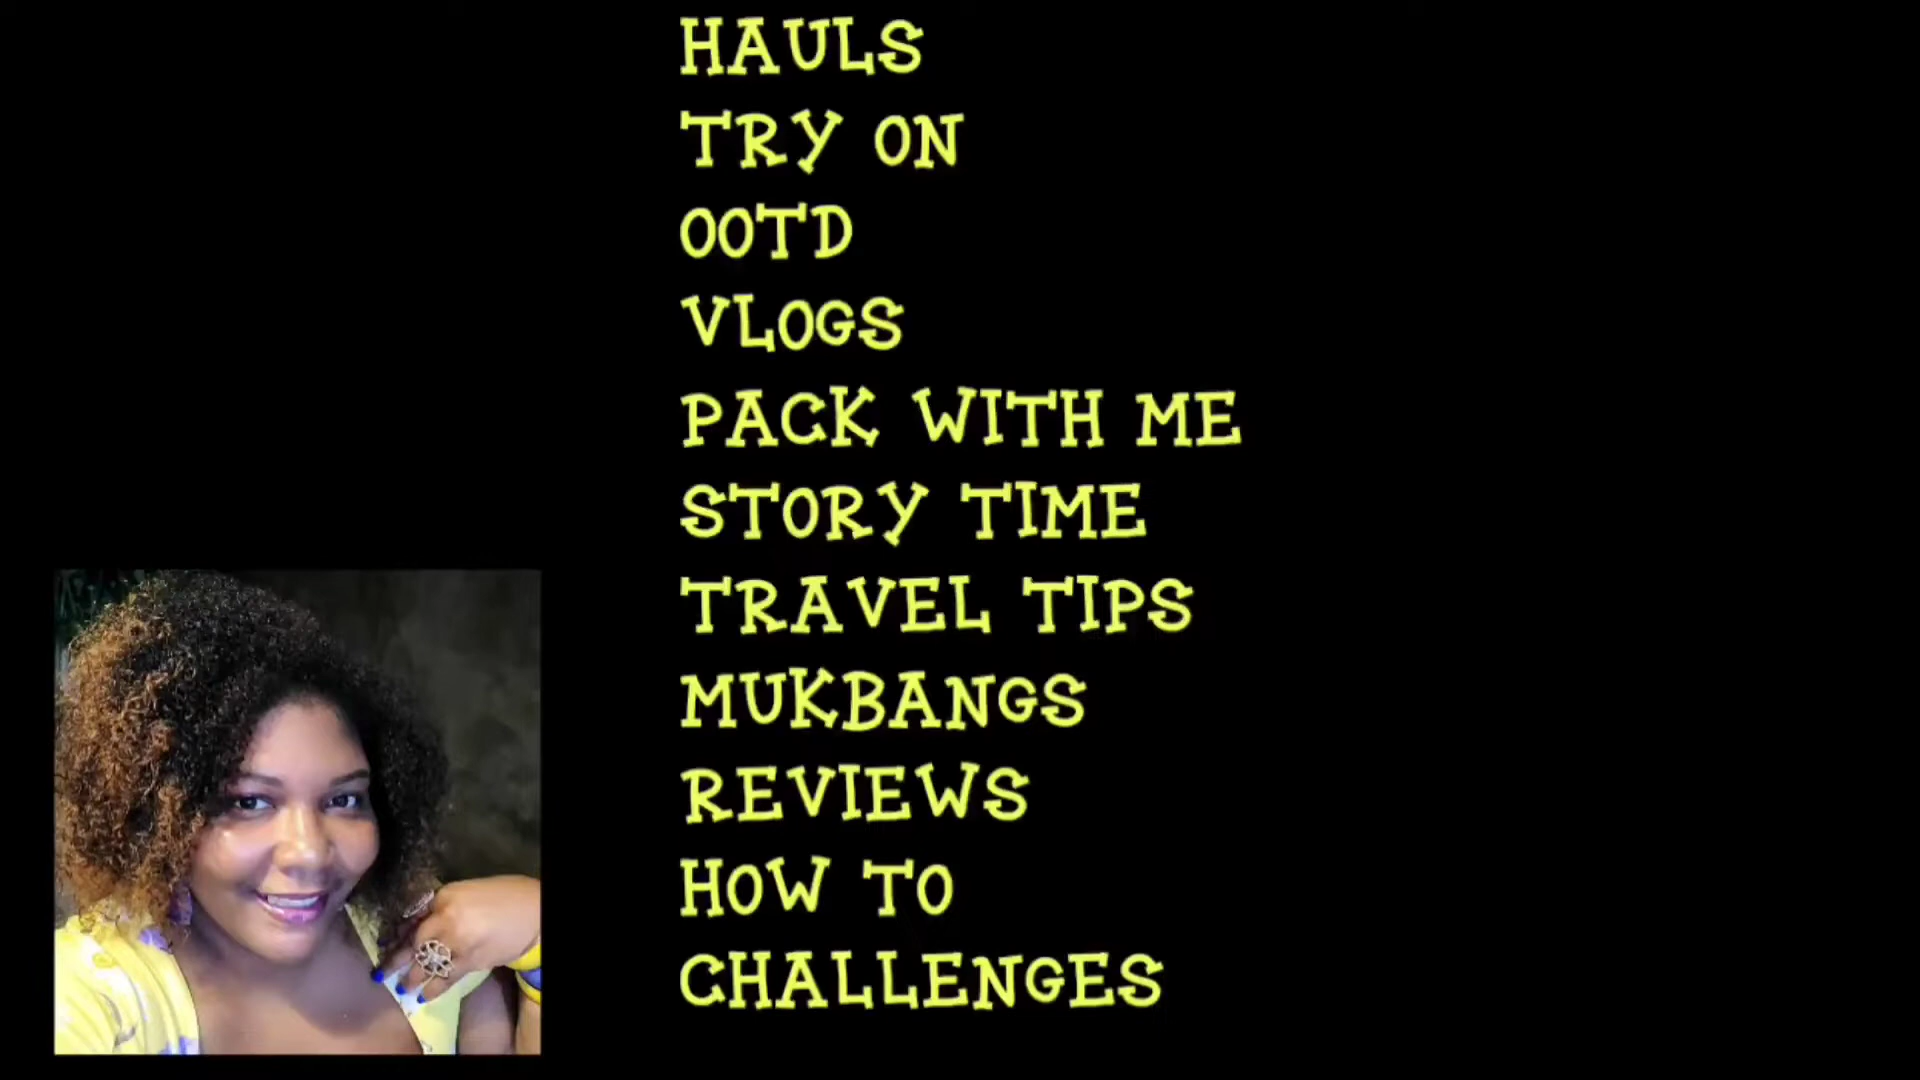 HAULS
TRY ON
OOTD
VLOGS
PACK WITH ME
STORY TIME
TRAVEL TIPS
MUKBANGS
REVIEWS
HOW TO
CHALLENGES